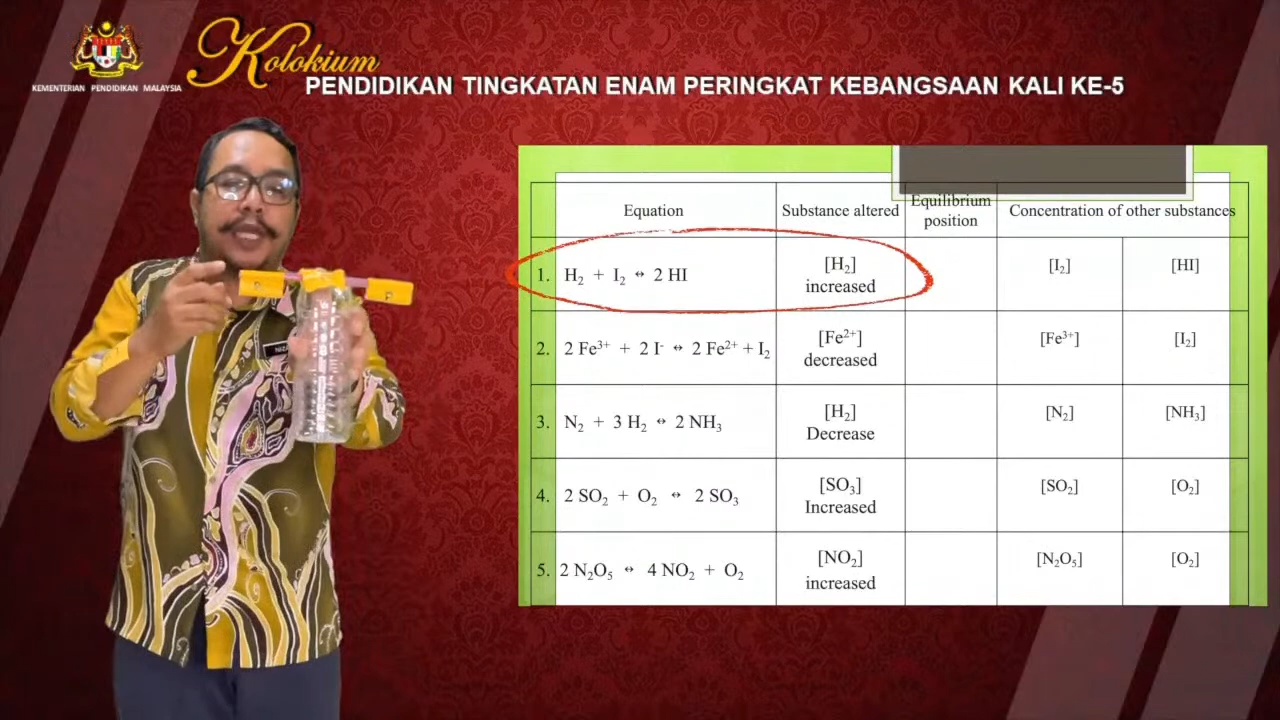 KEMENTERIAN PENDIDIKAN MALAYSIA
Kolokium
PENDIDIKAN TINGKATAN ENAM PERINGKAT KEBANGSAAN KALI KE-5
Equation
Substance altered
Equilibrium
position
Concentration of other substances
1. H₂ + I₂ ↔ 2 HI
[H₂]
increased
[I₂]
[HI]
2. 2 Fe³⁺ + 2 I⁻ ↔ 2 Fe²⁺ + I₂
[Fe²⁺]
decreased
[Fe³⁺]
[I₂]
3. N₂ + 3 H₂ ↔ 2 NH₃
[H₂]
Decrease
[N₂]
[NH₃]
4. 2 SO₂ + O₂ ↔ 2 SO₃
[SO₃]
Increased
[SO₂]
[O₂]
5. 2 N₂O₅ ↔ 4 NO₂ + O₂
[NO₂]
increased
[N₂O₅]
[O₂]